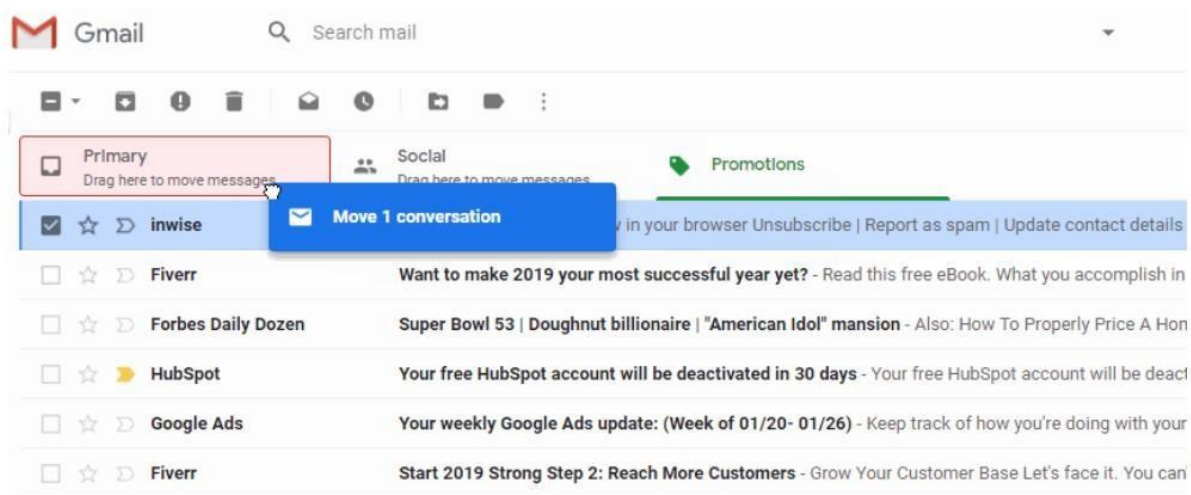 Gmail
Search mail
Primary
Drag here to move messages
Social
Drag here to move messages
Promotions
inwise
Move 1 conversation
in your browser Unsubscribe | Report as spam | Update contact details
Fiverr Want to make 2019 your most successful year yet? - Read this free eBook. What you accomplish in
Forbes Daily Dozen Super Bowl 53 | Doughnut billionaire | "American Idol" mansion - Also: How To Properly Price A Hom
HubSpot Your free HubSpot account will be deactivated in 30 days - Your free HubSpot account will be deact
Google Ads Your weekly Google Ads update: (Week of 01/20- 01/26) - Keep track of how you're doing with your
Fiverr Start 2019 Strong Step 2: Reach More Customers - Grow Your Customer Base Let's face it. You can'